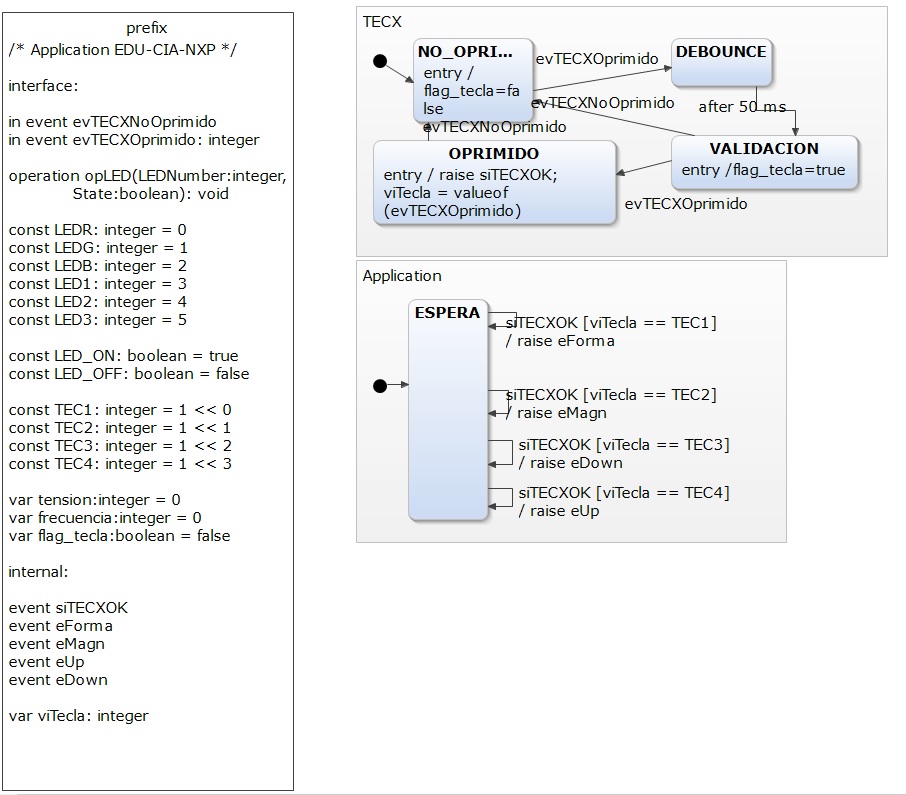 prefix
/* Application EDU-CIA-NXP */
interface:
in event evTECXNoOprimido
in event evTECXOprimido: integer
operation opLED(LEDNumber:integer,
State:boolean): void
const LEDR: integer = 0
const LEDG: integer = 1
const LEDB: integer = 2
const LED1: integer = 3
const LED2: integer = 4
const LED3: integer = 5
const LED_ON: boolean = true
const LED_OFF: boolean = false
const TEC1: integer = 1 << 0
const TEC2: integer = 1 << 1
const TEC3: integer = 1 << 2
const TEC4: integer = 1 << 3
var tension:integer = 0
var frecuencia:integer = 0
var flag_tecla:boolean = false
internal:
event siTECXOK
event eForma
event eMagn
event eUp
event eDown
var viTecla: integer
TECX
NO_OPRI...
entry /
flag_tecla=fa
lse
evTECXOprimido
DEBOUNCE
evTECXNoOprimido
after 50 ms
evTECXNoOprimido
OPRIMIDO
entry / raise siTECXOK;
viTecla = valueof
(evTECXOprimido)
VALIDACION
entry /flag_tecla=true
evTECXOprimido
Application
ESPERA
siTECXOK [viTecla == TEC1]
/ raise eForma
siTECXOK [viTecla == TEC2]
/ raise eMagn
siTECXOK [viTecla == TEC3]
/ raise eDown
siTECXOK [viTecla == TEC4]
/ raise eUp